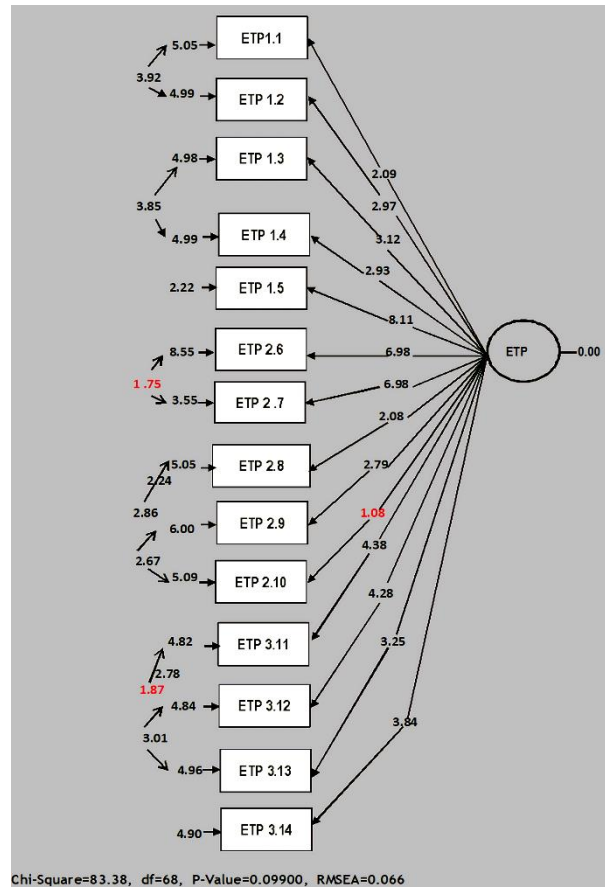 5.05
ETP1.1
3.92
4.99
ETP 1.2
4.98
ETP 1.3
2.09
2.97
3.85
3.12
4.99
ETP 1.4
2.93
2.22
ETP 1.5
8.11
8.55
ETP 2.6
6.98
ETP
0.00
1 .75
3.55
ETP 2 .7
6.98
5.05
ETP 2.8
2.08
2.24
2.79
2.86
6.00
ETP 2.9
1.08
2.67
4.38
5.09
ETP 2.10
4.28
4.82
ETP 3.11
3.25
2.78
1.87
4.84
ETP 3.12
3.84
3.01
4.96
ETP 3.13
4.90
ETP 3.14
Chi-Square=83.38, df=68, P-Value=0.09900, RMSEA=0.066